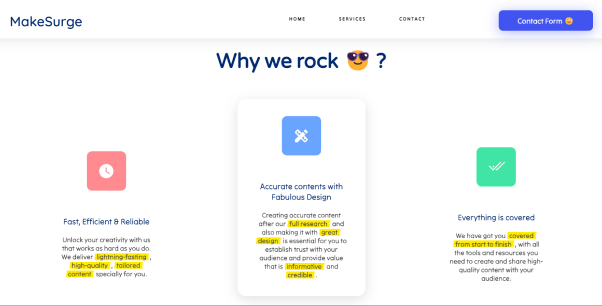 MakeSurge
HOME
SERVICES
CONTACT
Contact Form 😄
Why we rock 😎 ?
Fast, Efficient & Reliable
Unlock your creativity with us
that works as hard as you do.
We deliver lightning-fasting ,
high-quality , tailored
content specially for you.
Accurate contents with
Fabulous Design
Creating accurate content
after our full research and
also making it with great
design is essential for you to
establish trust with your
audience and provide value
that is informative and
credible .
Everything is covered
We have got you covered
from start to finish , with all
the tools and resources you
need to create and share high-
quality content with your
audience.